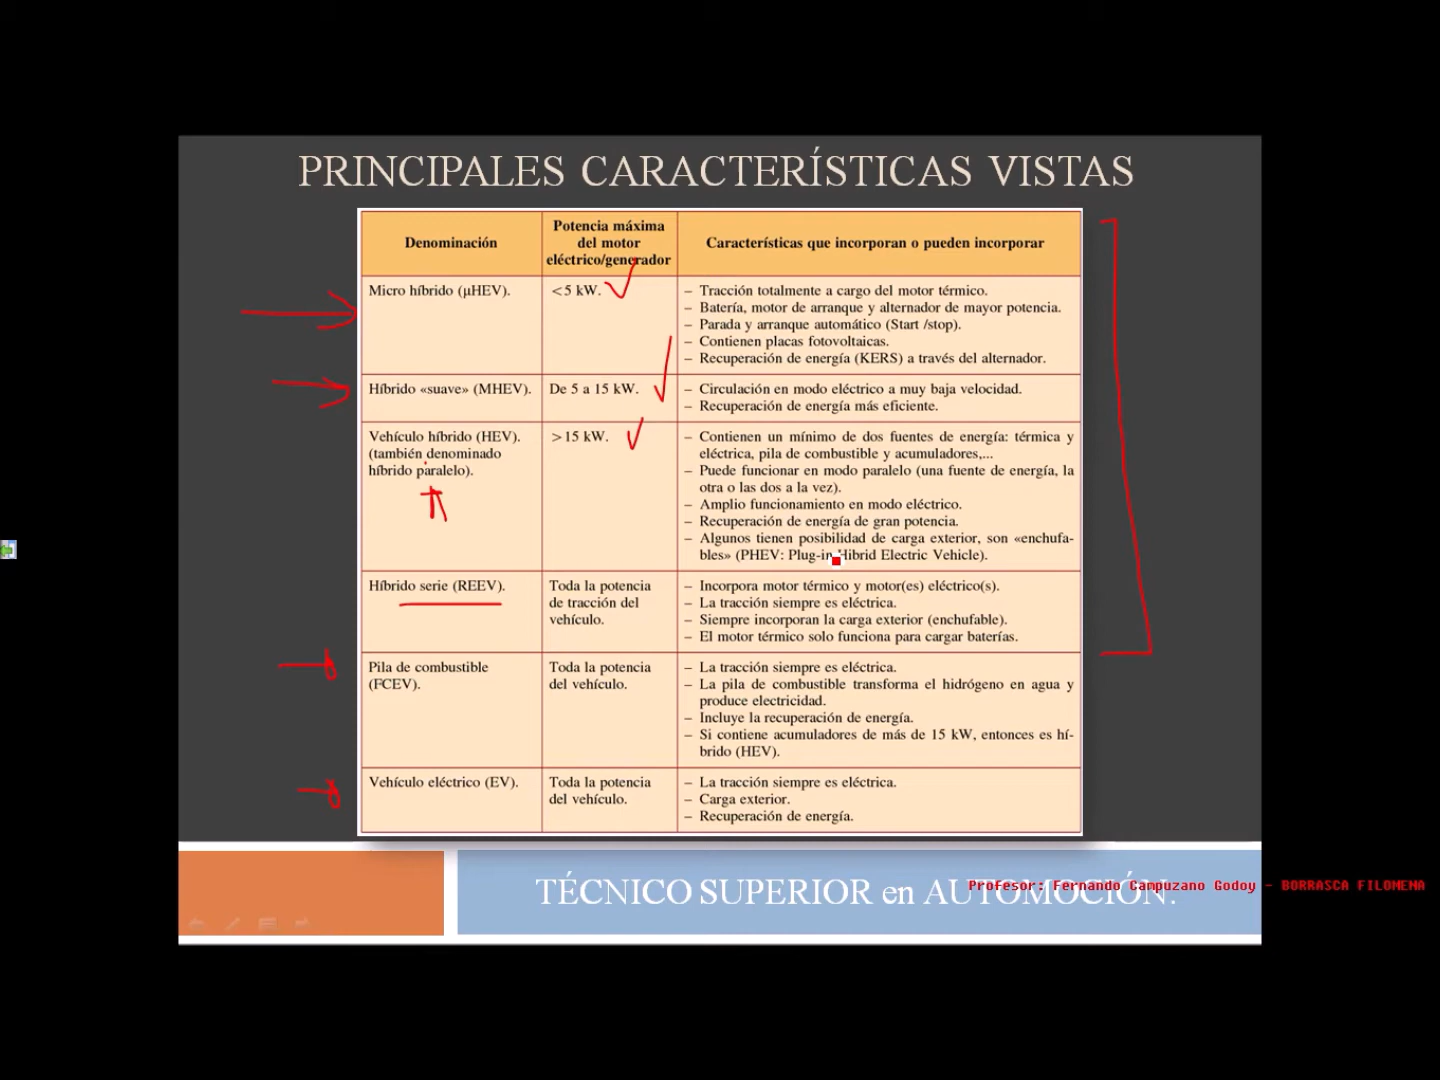 PRINCIPALES CARACTERÍSTICAS VISTAS
Denominación
Potencia máxima
del motor
eléctrico/generador
Características que incorporan o pueden incorporar
Micro híbrido (μHEV).
<5 kW.
– Tracción totalmente a cargo del motor térmico.
– Batería, motor de arranque y alternador de mayor potencia.
– Parada y arranque automático (Start /stop).
– Contienen placas fotovoltaicas.
– Recuperación de energía (KERS) a través del alternador.
Híbrido «suave» (MHEV).
De 5 a 15 kW.
– Circulación en modo eléctrico a muy baja velocidad.
– Recuperación de energía más eficiente.
Vehículo híbrido (HEV).
(también denominado
híbrido paralelo).
>15 kW.
– Contienen un mínimo de dos fuentes de energía: térmica y
eléctrica, pila de combustible y acumuladores,...
– Puede funcionar en modo paralelo (una fuente de energía, la
otra o las dos a la vez).
– Amplio funcionamiento en modo eléctrico.
– Recuperación de energía de gran potencia.
– Algunos tienen posibilidad de carga exterior, son «enchufa-
bles» (PHEV: Plug-in Hibrid Electric Vehicle).
Híbrido serie (REEV).
Toda la potencia
de tracción del
vehículo.
– Incorpora motor térmico y motor(es) eléctrico(s).
– La tracción siempre es eléctrica.
– Siempre incorporan la carga exterior (enchufable).
– El motor térmico solo funciona para cargar baterías.
Pila de combustible
(FCEV).
Toda la potencia
del vehículo.
– La tracción siempre es eléctrica.
– La pila de combustible transforma el hidrógeno en agua y
produce electricidad.
– Incluye la recuperación de energía.
– Si contiene acumuladores de más de 15 kW, entonces es hí-
brido (HEV).
Vehículo eléctrico (EV).
Toda la potencia
del vehículo.
– La tracción siempre es eléctrica.
– Carga exterior.
– Recuperación de energía.
TÉCNICO SUPERIOR en AUTOMOCIÓN.
Profesor: Fernando Campuzano Godoy - BORRASCA FILOMENA